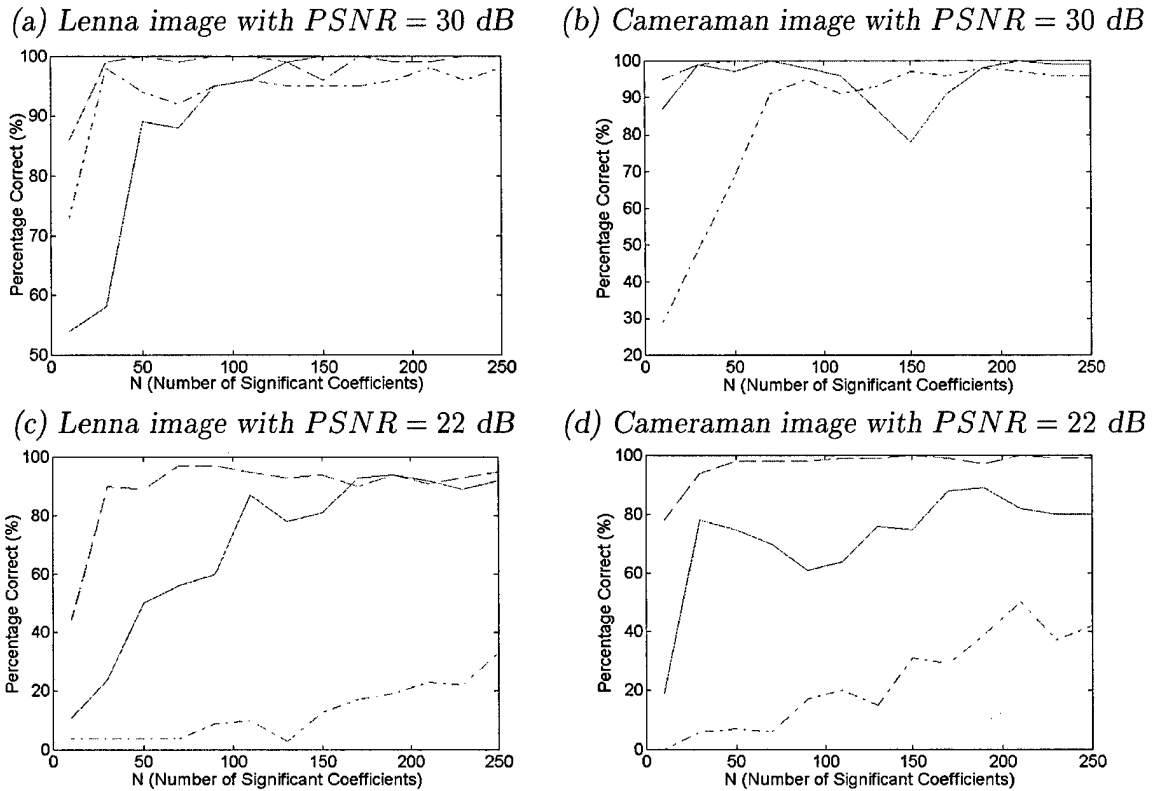 (a) Lenna image with PSNR = 30 dB
100
90
80
70
60
50
Percentage Correct (%)
0 50 100 150 200 250
N (Number of Significant Coefficients)
(b) Cameraman image with PSNR = 30 dB
100
90
80
70
60
50
40
30
20
Percentage Correct (%)
0 50 100 150 200 250
N (Number of Significant Coefficients)
(c) Lenna image with PSNR = 22 dB
100
80
60
40
20
0
Percentage Correct (%)
0 50 100 150 200 250
N (Number of Significant Coefficients)
(d) Cameraman image with PSNR = 22 dB
100
80
60
40
20
0
Percentage Correct (%)
0 50 100 150 200 250
N (Number of Significant Coefficients)